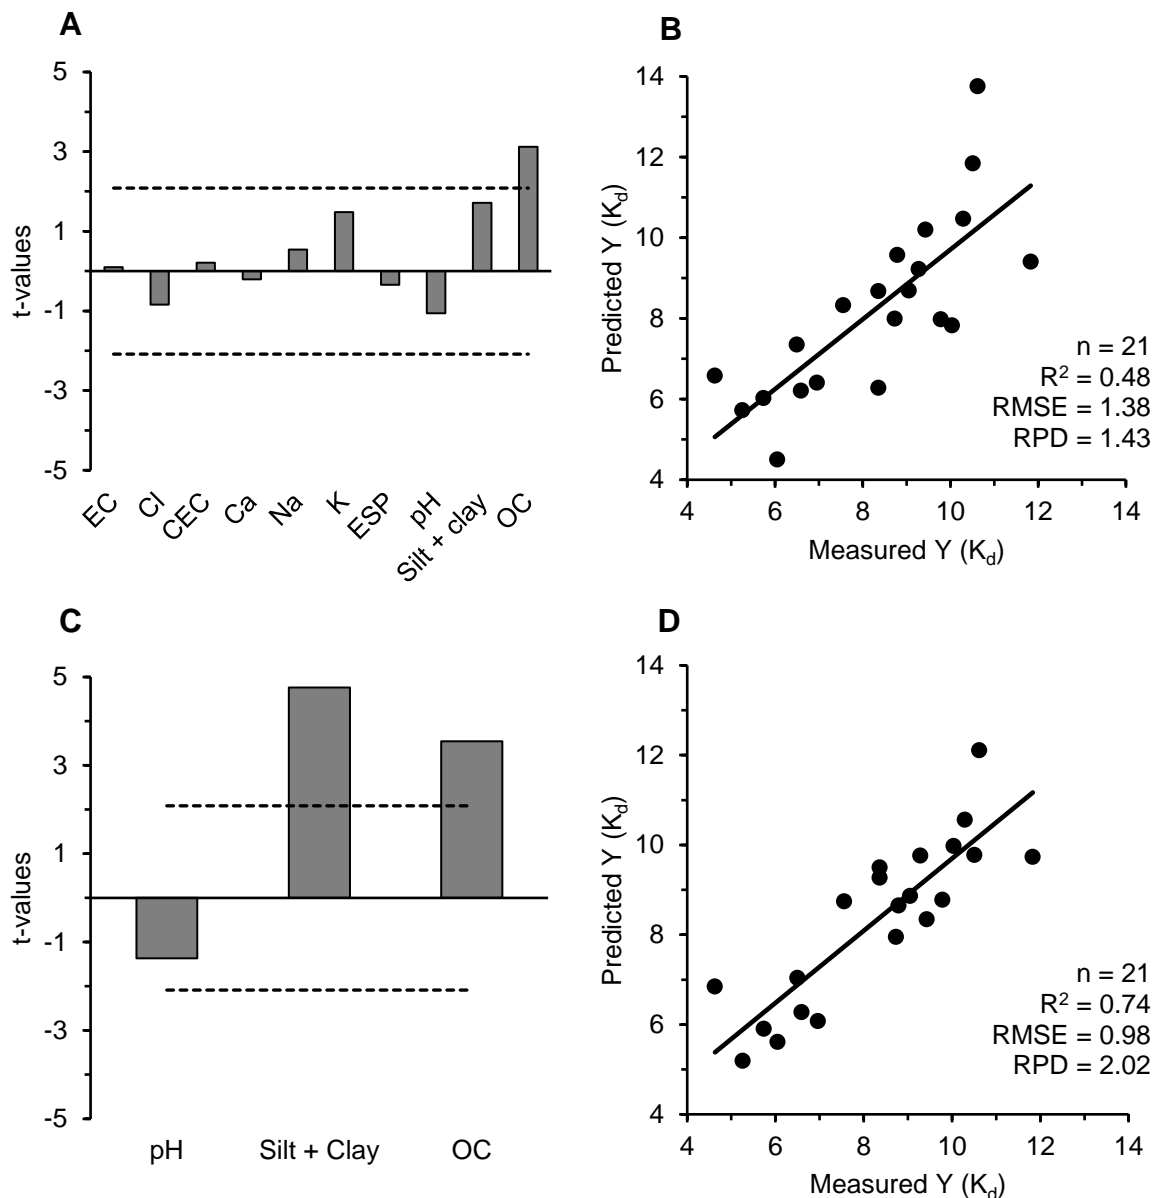 A
5
3
1
-1
-3
-5
t-values
EC
Cl
CEC
Ca
Na
K
ESP
pH
Silt + clay
OC
B
14
12
10
8
6
4
Predicted Y (Kd)
n = 21
R2 = 0.48
RMSE = 1.38
RPD = 1.43
4 6 8 10 12 14
Measured Y (Kd)
C
5
3
1
-1
-3
-5
t-values
pH Silt + Clay OC
D
14
12
10
8
6
4
Predicted Y (Kd)
n = 21
R2 = 0.74
RMSE = 0.98
RPD = 2.02
4 6 8 10 12 14
Measured Y (Kd)